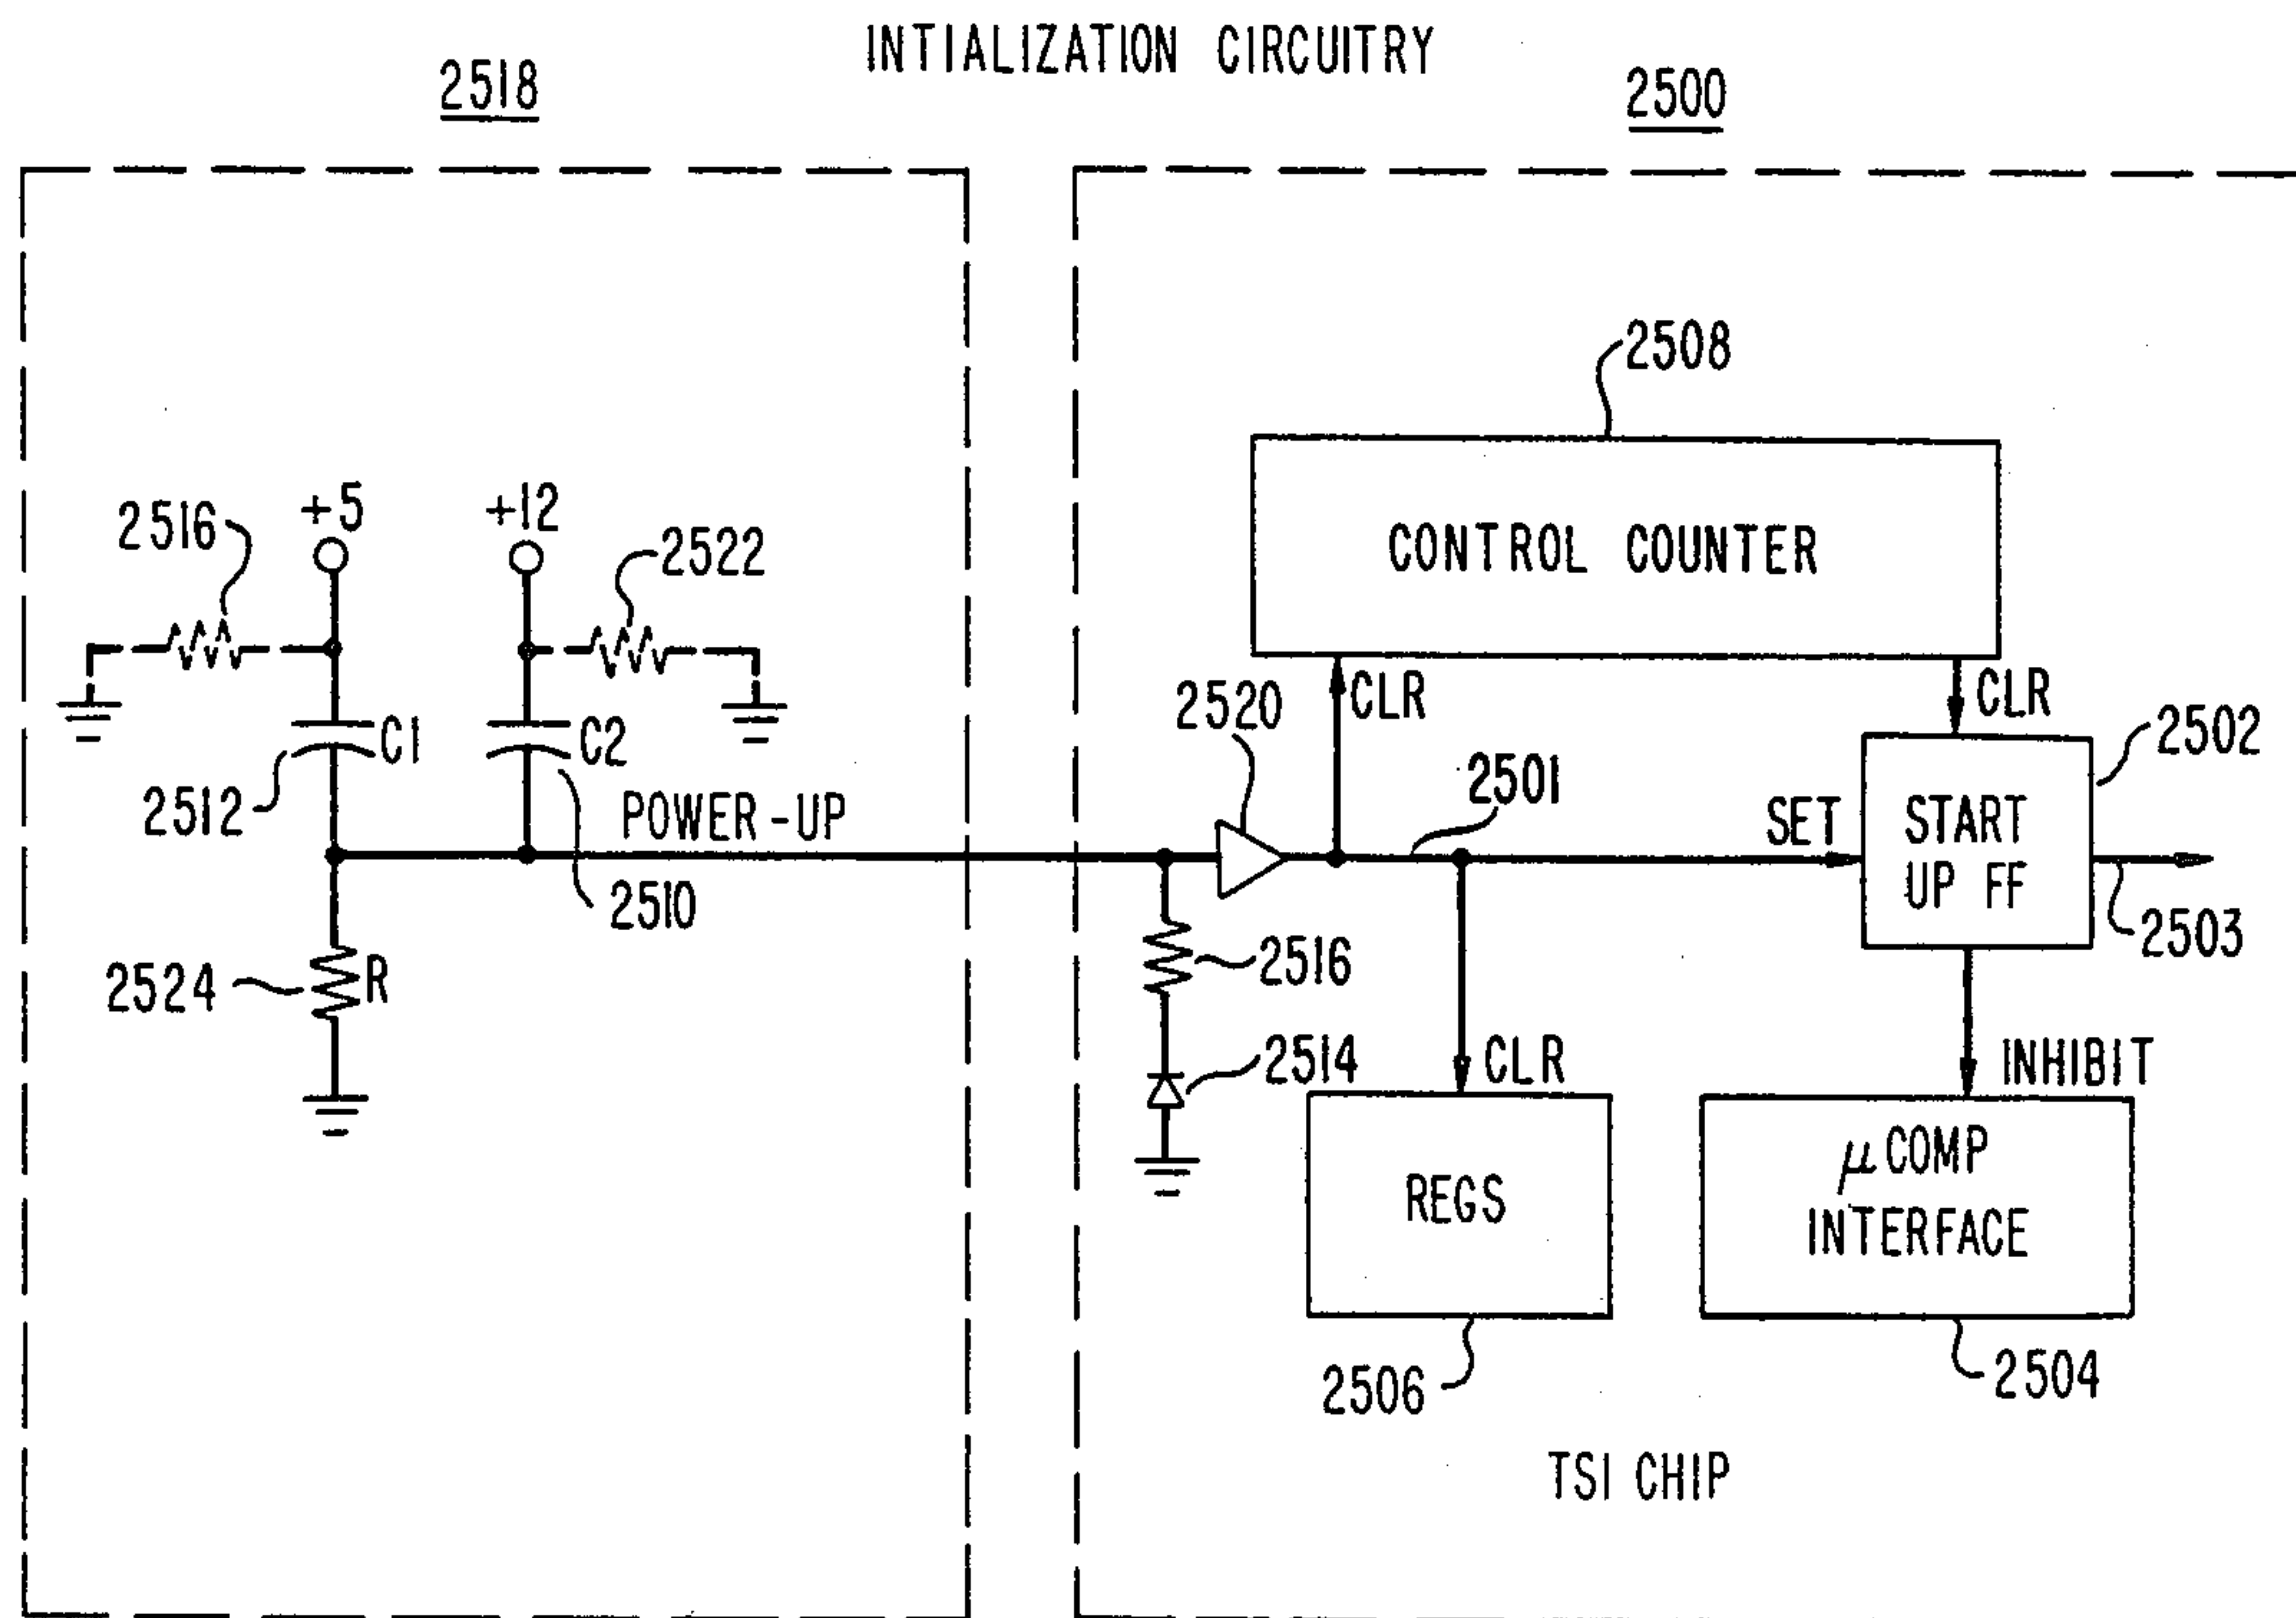 INTIALIZATION CIRCUITRY
2518
2500
2508
CONTROL COUNTER
2516
+5
+12
2522
CLR
CLR
2520
2502
C1
C2
2512
POWER-UP
2501
SET
START
UP FF
2510
2503
2524
R
2516
2514
CLR
INHIBIT
REGS
μCOMP
INTERFACE
2506
2504
TSI CHIP